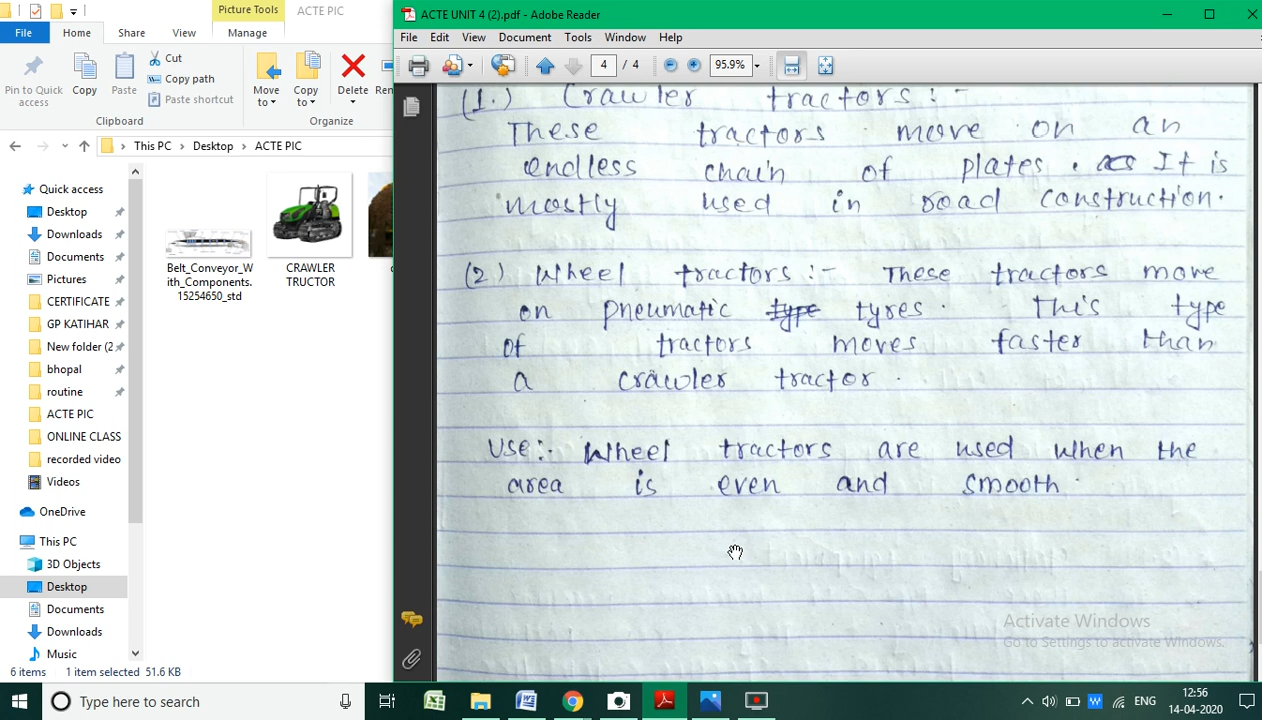 Picture Tools
ACTE PIC
File
Home
Share
View
Manage
Pin to Quick access
Copy
Paste
Cut
Copy path
Paste shortcut
Clipboard
Move to
Copy to
Delete
Ren
Organize
This PC
Desktop
ACTE PIC
Quick access
Desktop
Downloads
Documents
Pictures
CERTIFICATE
GP KATIHAR
New folder (2
bhopal
routine
ACTE PIC
ONLINE CLASS
recorded video
Videos
OneDrive
This PC
3D Objects
Desktop
Documents
Downloads
Music
Belt_Conveyor_W
ith_Components.
15254650_std
CRAWLER
TRUCTOR
6 items 1 item selected 51.6 KB
ACTE UNIT 4 (2).pdf - Adobe Reader
File Edit View Document Tools Window Help
4 / 4 95.9%
(1.) Crawler tractors :-
These tractors move on an
endless chain of plates. as It is
mostly used in road construction.
(2.) Wheel tractors :- These tractors move
on pneumatic type tyres. This type
of tractors moves faster than
a crawler tractor.
Use:- Wheel tractors are used when the
area is even and smooth.
Activate Windows
Go to Settings to activate Windows.
Type here to search
ENG
12:56
14-04-2020